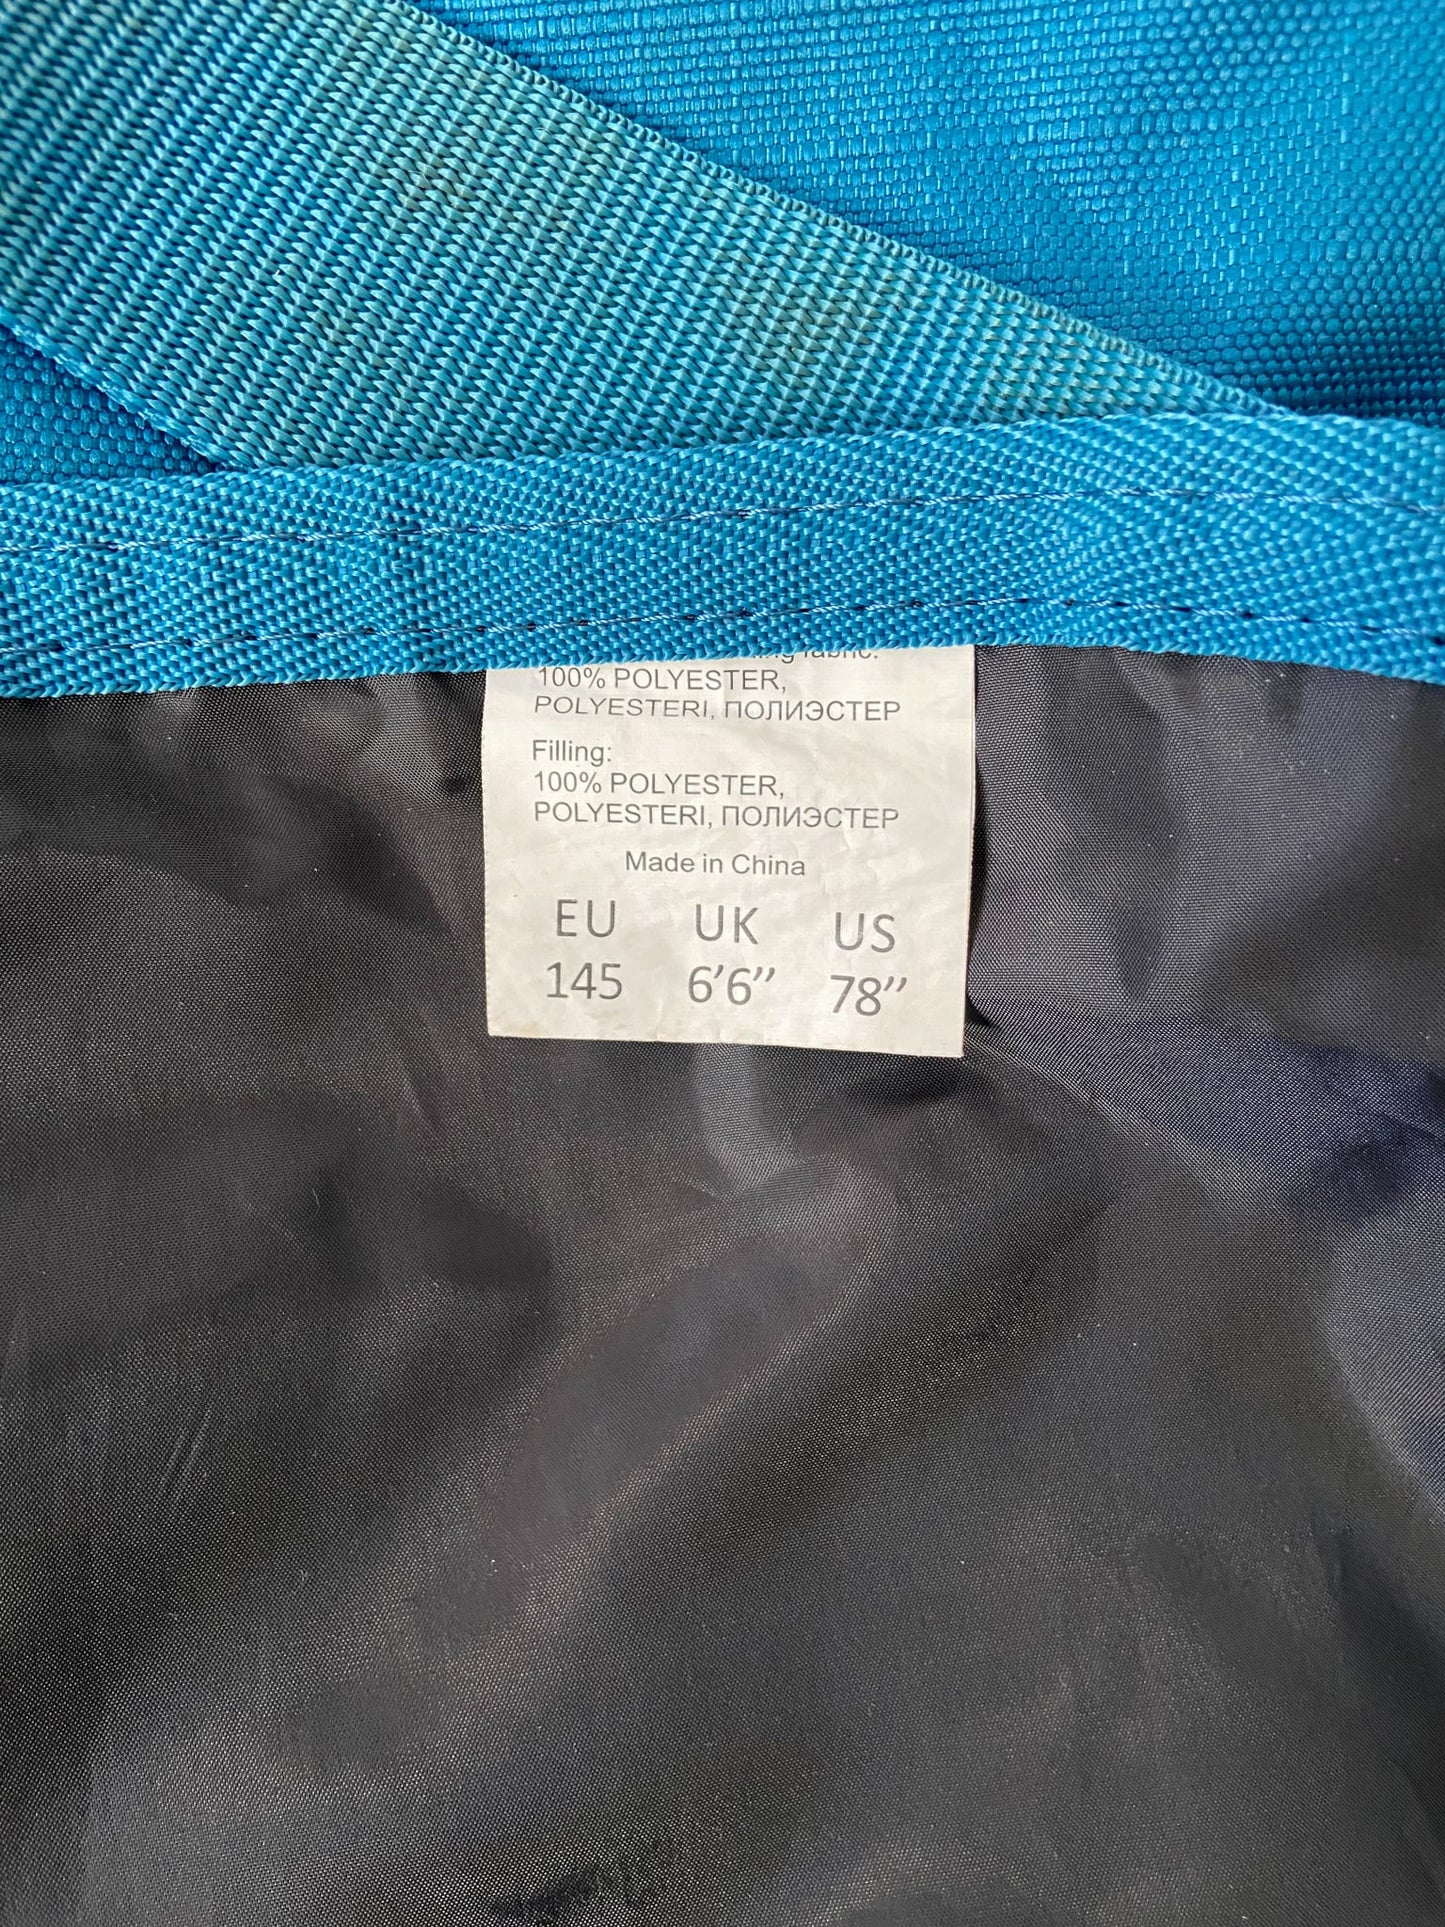 fabric:
100% POLYESTER,
POLYESTERI, ПОЛИЭСТЕР
Filling:
100% POLYESTER,
POLYESTERI, ПОЛИЭСТЕР
Made in China
EU UK US
145 6'6" 78"